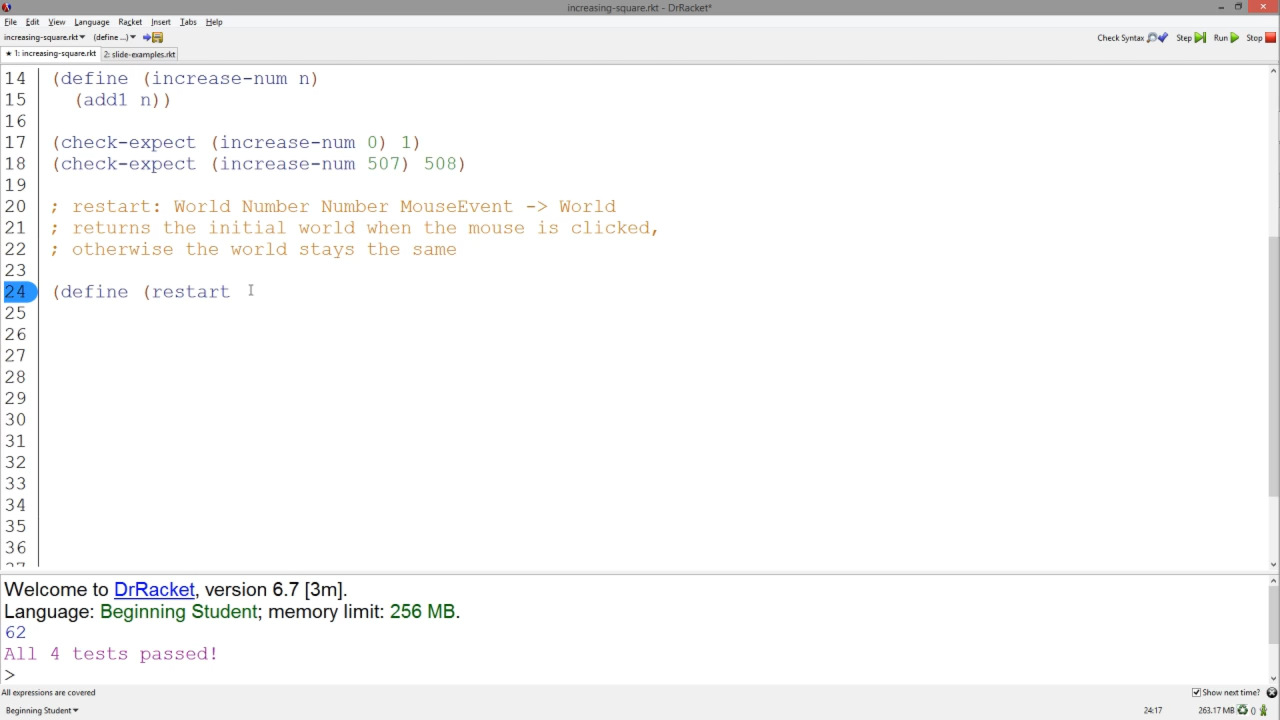 increasing-square.rkt - DrRacket*
File Edit View Language Racket Insert Tabs Help
increasing-square.rkt (define ...) Check Syntax Step Run Stop
1: increasing-square.rkt 2: slide-examples.rkt
14 (define (increase-num n)
15 (add1 n))
16
17 (check-expect (increase-num 0) 1)
18 (check-expect (increase-num 507) 508)
19
20 ; restart: World Number Number MouseEvent -> World
21 ; returns the initial world when the mouse is clicked,
22 ; otherwise the world stays the same
23
24 (define (restart
25
26
27
28
29
30
31
32
33
34
35
36
37
Welcome to DrRacket, version 6.7 [3m].
Language: Beginning Student; memory limit: 256 MB.
62
All 4 tests passed!
>
All expressions are covered Show next time?
Beginning Student 24:17 263.17 MB ()